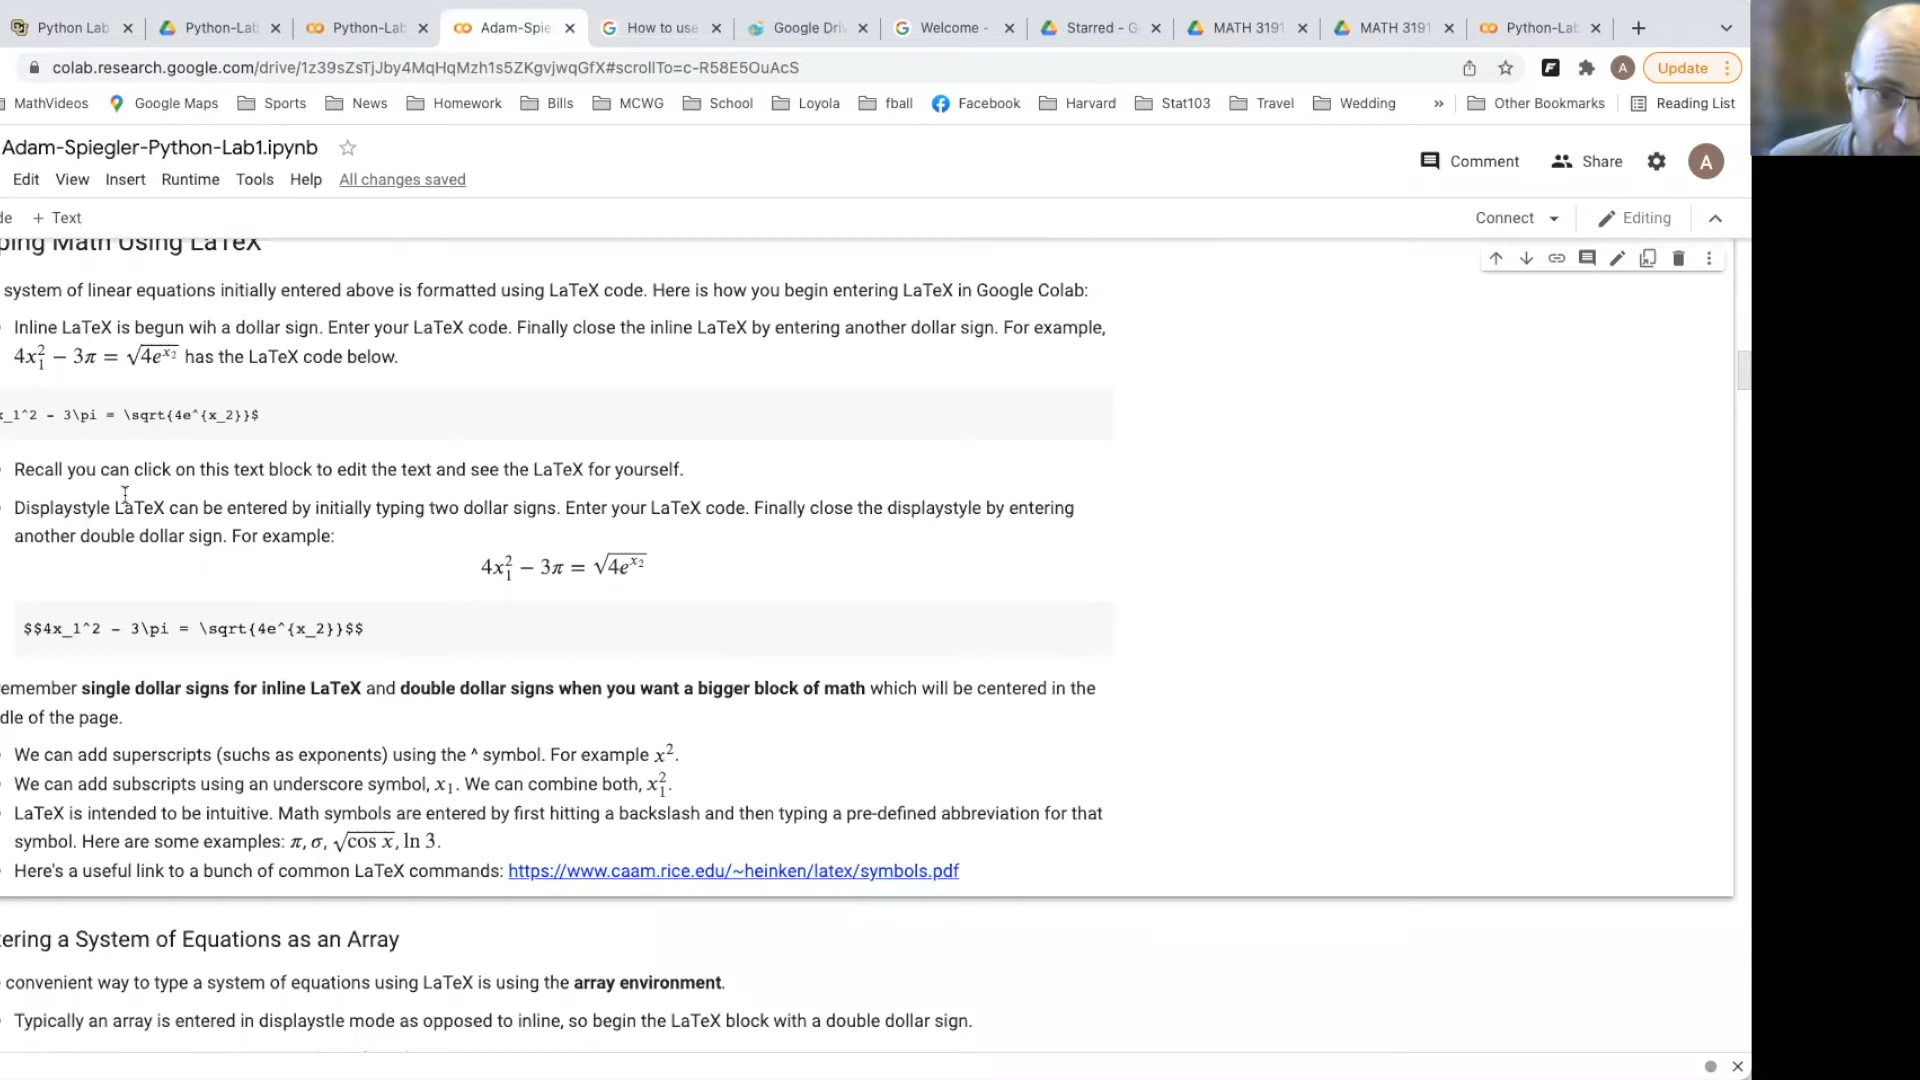 Python Lab
Python-Lab
Python-Lab
Adam-Spie
How to use
Google Driv
Welcome -
Starred - G
MATH 3191
MATH 3191
Python-Lab
colab.research.google.com/drive/1z39sZsTjJby4MqHqMzh1s5ZKgvjwqGfX#scrollTo=c-R58E5OuAcS
A
Update
MathVideos
Google Maps
Sports
News
Homework
Bills
MCWG
School
Loyola
fball
Facebook
Harvard
Stat103
Travel
Wedding
»
Other Bookmarks
Reading List
Adam-Spiegler-Python-Lab1.ipynb
Comment
Share
A
Edit View Insert Runtime Tools Help All changes saved
de + Text
Connect
Editing
ping Math Using LaTeX
system of linear equations initially entered above is formatted using LaTeX code. Here is how you begin entering LaTeX in Google Colab:
Inline LaTeX is begun wih a dollar sign. Enter your LaTeX code. Finally close the inline LaTeX by entering another dollar sign. For example,
4x₁² − 3π = √4e^{x₂} has the LaTeX code below.
x_1^2 - 3\pi = \sqrt{4e^{x_2}}$
Recall you can click on this text block to edit the text and see the LaTeX for yourself.
Displaystyle LaTeX can be entered by initially typing two dollar signs. Enter your LaTeX code. Finally close the displaystyle by entering
another double dollar sign. For example:
4x₁² − 3π = √4e^{x₂}
$$4x_1^2 - 3\pi = \sqrt{4e^{x_2}}$$
emember single dollar signs for inline LaTeX and double dollar signs when you want a bigger block of math which will be centered in the
dle of the page.
We can add superscripts (suchs as exponents) using the ^ symbol. For example x².
We can add subscripts using an underscore symbol, x₁. We can combine both, x₁².
LaTeX is intended to be intuitive. Math symbols are entered by first hitting a backslash and then typing a pre-defined abbreviation for that
symbol. Here are some examples: π, σ, √cos x, ln 3.
Here's a useful link to a bunch of common LaTeX commands: https://www.caam.rice.edu/~heinken/latex/symbols.pdf
tering a System of Equations as an Array
convenient way to type a system of equations using LaTeX is using the array environment.
Typically an array is entered in displaystle mode as opposed to inline, so begin the LaTeX block with a double dollar sign.